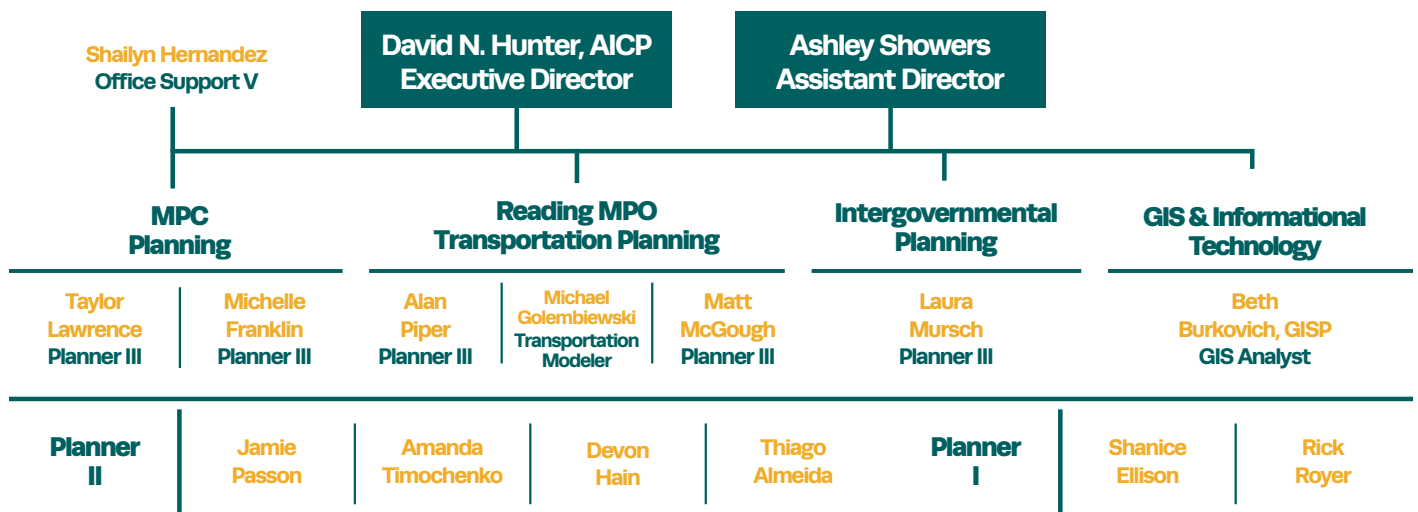 Shailyn Hernandez
Office Support V
David N. Hunter, AICP
Executive Director
Ashley Showers
Assistant Director
MPC
Planning
Reading MPO
Transportation Planning
Intergovernmental
Planning
GIS & Informational
Technology
Taylor
Lawrence
Planner III
Michelle
Franklin
Planner III
Alan
Piper
Planner III
Michael
Golembiewski
Transportation
Modeler
Matt
McGough
Planner III
Laura
Mursch
Planner III
Beth
Burkovich, GISP
GIS Analyst
Planner
II
Jamie
Passon
Amanda
Timochenko
Devon
Hain
Thiago
Almeida
Planner
I
Shanice
Ellison
Rick
Royer